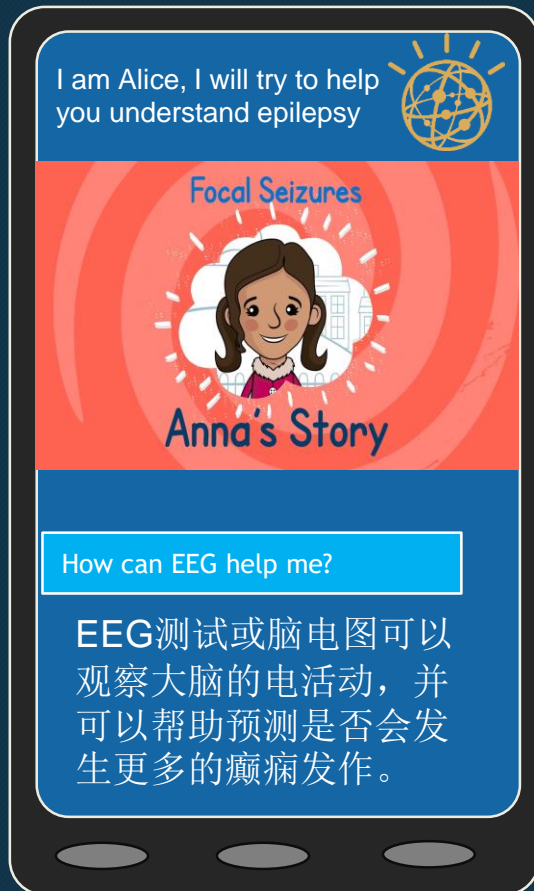 I am Alice, I will try to help
you understand epilepsy
Focal Seizures
Anna's Story
How can EEG help me?
EEG测试或脑电图可以
观察大脑的电活动，并
可以帮助预测是否会发
生更多的癫痫发作。